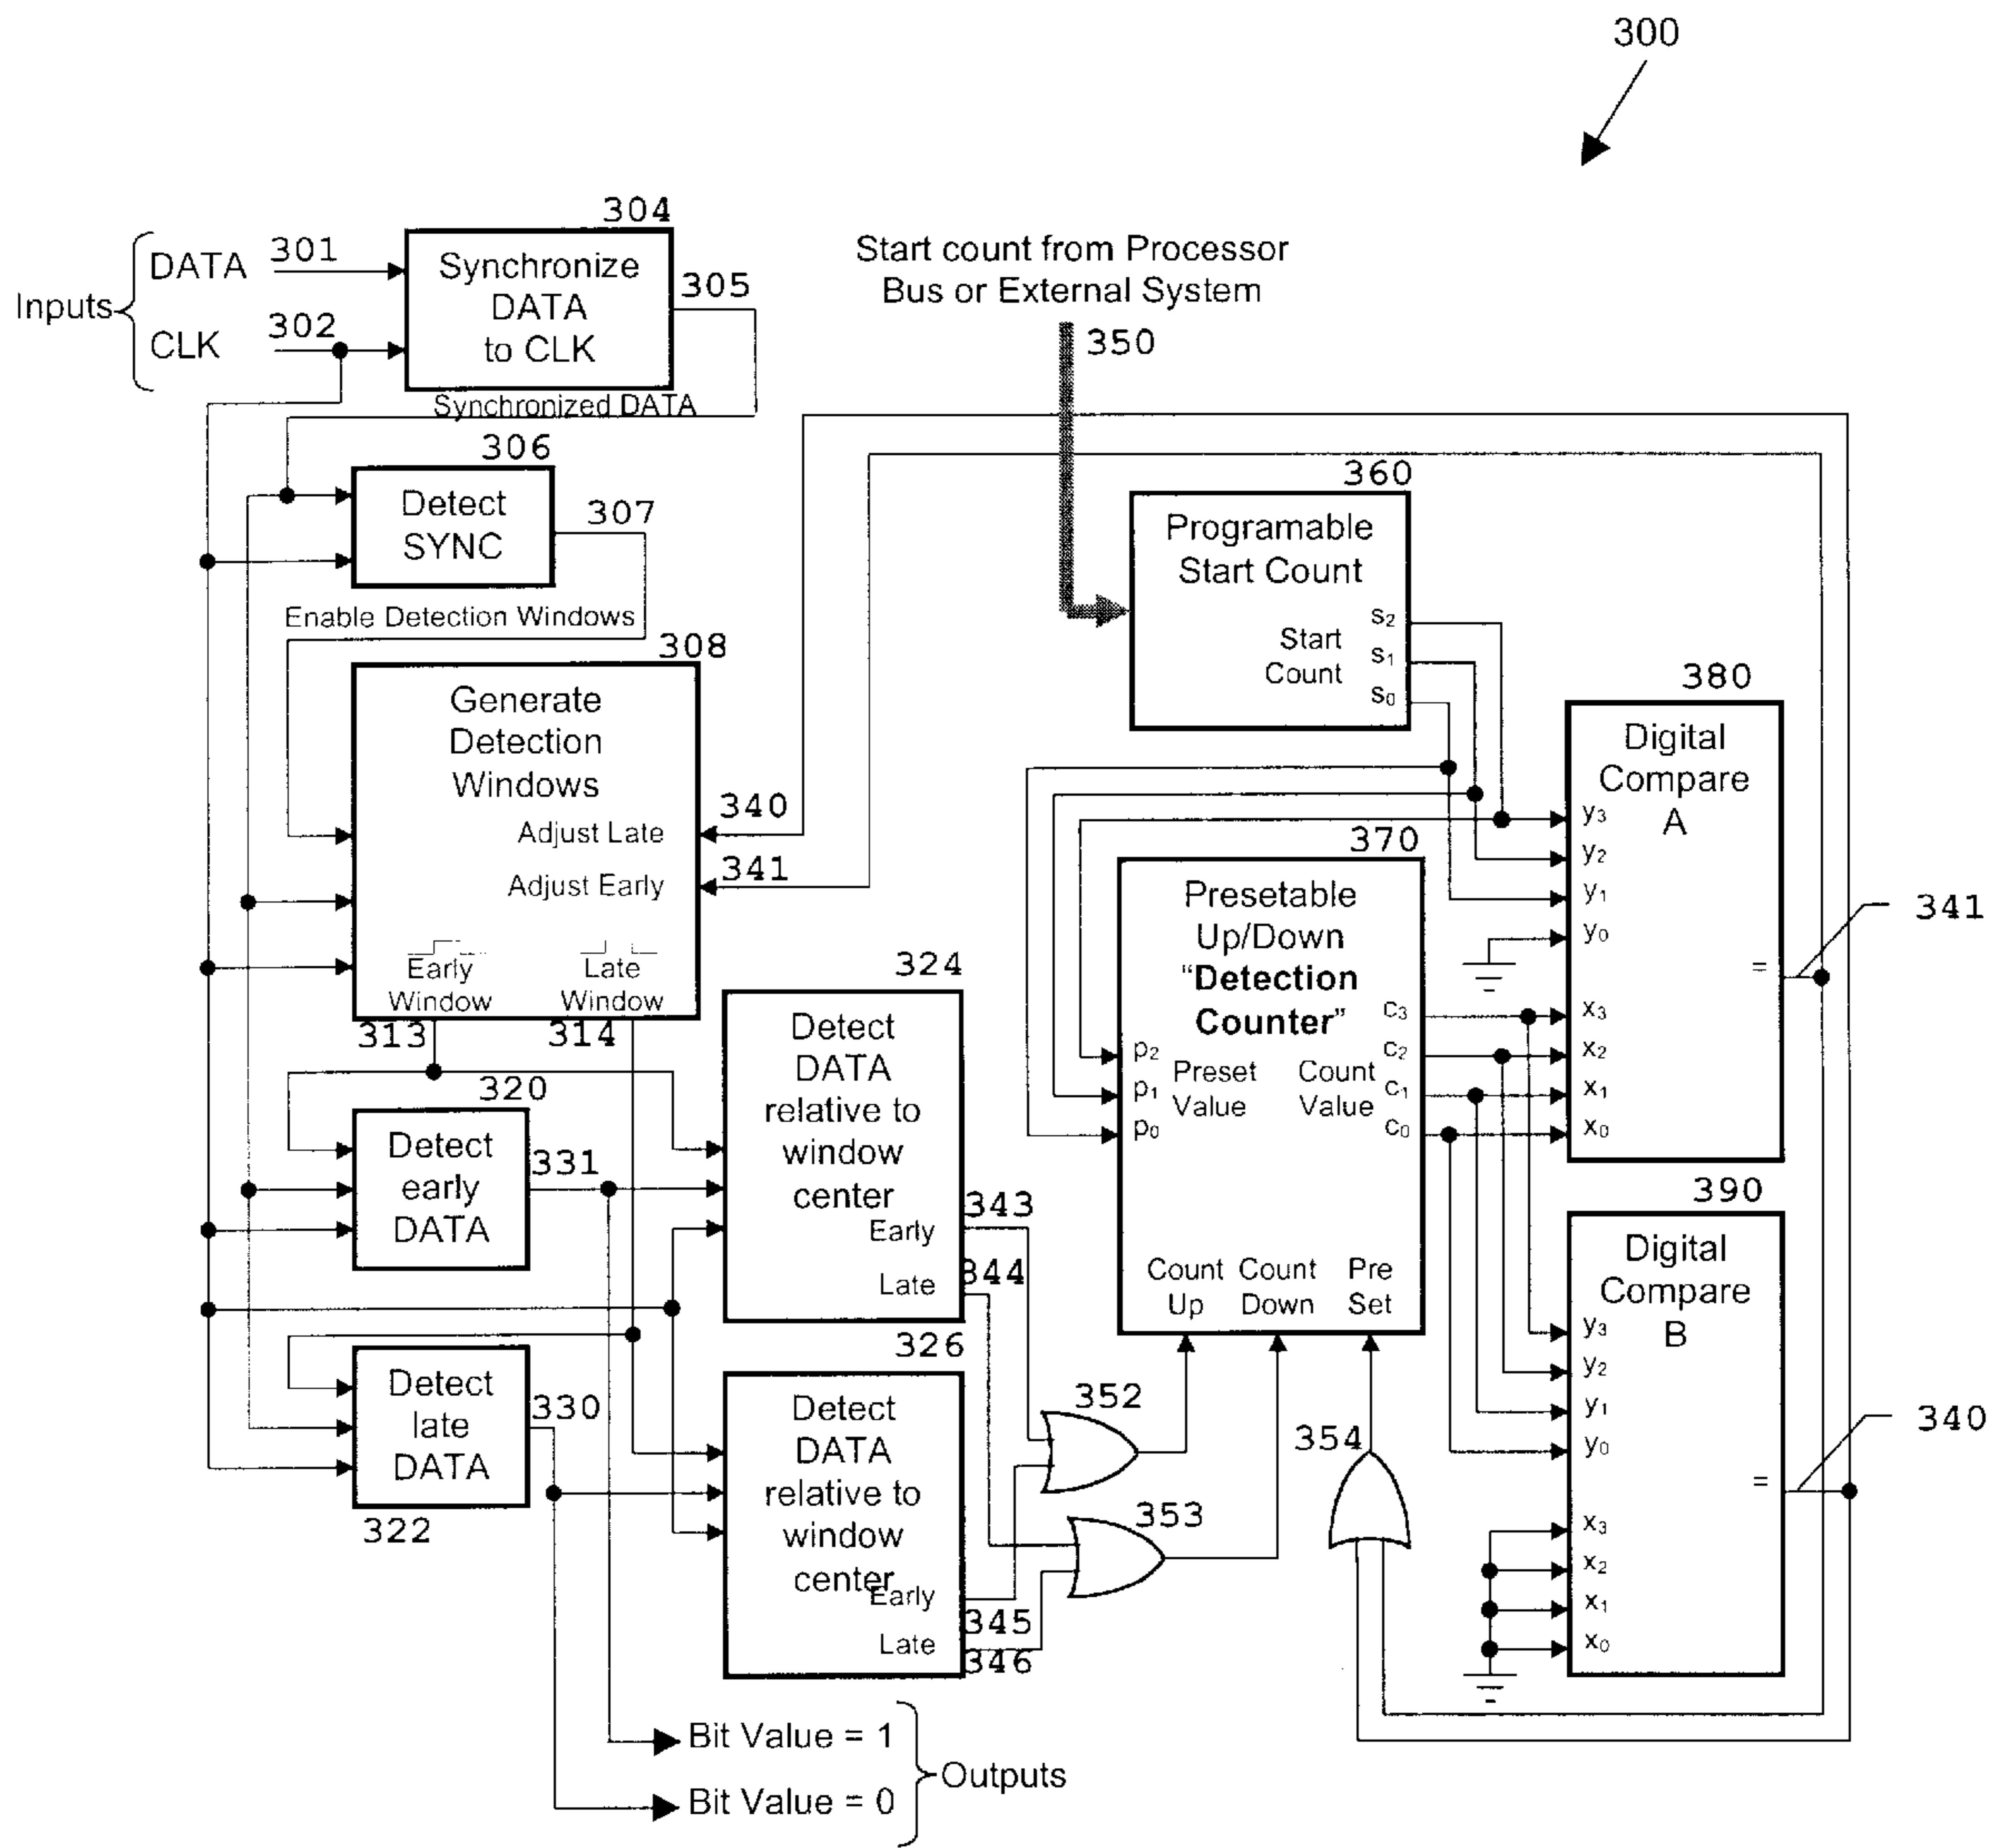 300
Inputs
DATA
301
CLK
302
304
Synchronize
DATA
to CLK
305
Synchronized DATA
Start count from Processor
Bus or External System
350
306
Detect
SYNC
307
Enable Detection Windows
308
Generate
Detection
Windows
Adjust Late
340
Adjust Early
341
Early
Window
Late
Window
313
314
360
Programable
Start Count
Start
Count
s2
s1
s0
380
Digital
Compare
A
y3
y2
y1
y0
=
341
x3
x2
x1
x0
370
Presetable
Up/Down
“Detection
Counter”
p2
p1
p0
Preset
Value
Count
Value
c3
c2
c1
c0
Count
Up
Count
Down
Pre
Set
320
Detect
early
DATA
331
324
Detect
DATA
relative to
window
center
Early
343
Late
344
322
Detect
late
DATA
330
326
Detect
DATA
relative to
window
center
Early
345
Late
346
352
353
354
390
Digital
Compare
B
y3
y2
y1
y0
=
340
x3
x2
x1
x0
Bit Value = 1
Bit Value = 0
Outputs